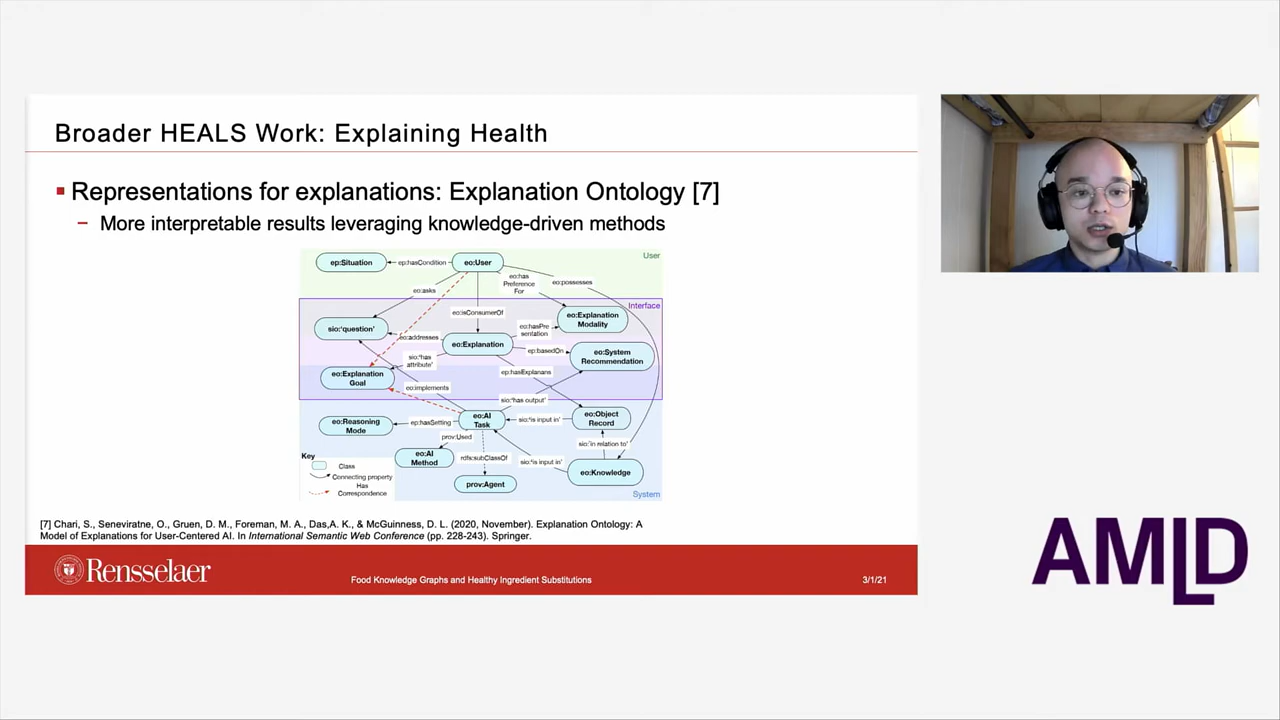 Broader HEALS Work: Explaining Health
▪ Representations for explanations: Explanation Ontology [7]
– More interpretable results leveraging knowledge-driven methods
User
ep:Situation
ep:hasCondition
eo:User
eo:has
Preference
For
eo:possesses
eo:asks
Interface
eo:isConsumerOf
eo:Explanation
Modality
sio:'question'
eo:hasPre
sentation
eo:addresses
eo:Explanation
ep:basedOn
eo:System
Recommendation
sio:'has
attribute'
ep:hasExplanans
eo:Explanation
Goal
eo:implements
sio:'has output'
eo:Reasoning
Mode
ep:hasSetting
eo:AI
Task
sio:'is input in'
eo:Object
Record
prov:Used
sio:'in relation to'
eo:AI
Method
rdfs:subClassOf
sio:'is input in'
eo:Knowledge
prov:Agent
System
Key
Class
Connecting property
Has
Correspondence
[7] Chari, S., Seneviratne, O., Gruen, D. M., Foreman, M. A., Das,A. K., & McGuinness, D. L. (2020, November). Explanation Ontology: A
Model of Explanations for User-Centered AI. In International Semantic Web Conference (pp. 228-243). Springer.
Rensselaer
Food Knowledge Graphs and Healthy Ingredient Substitutions
3/1/21
AMLD